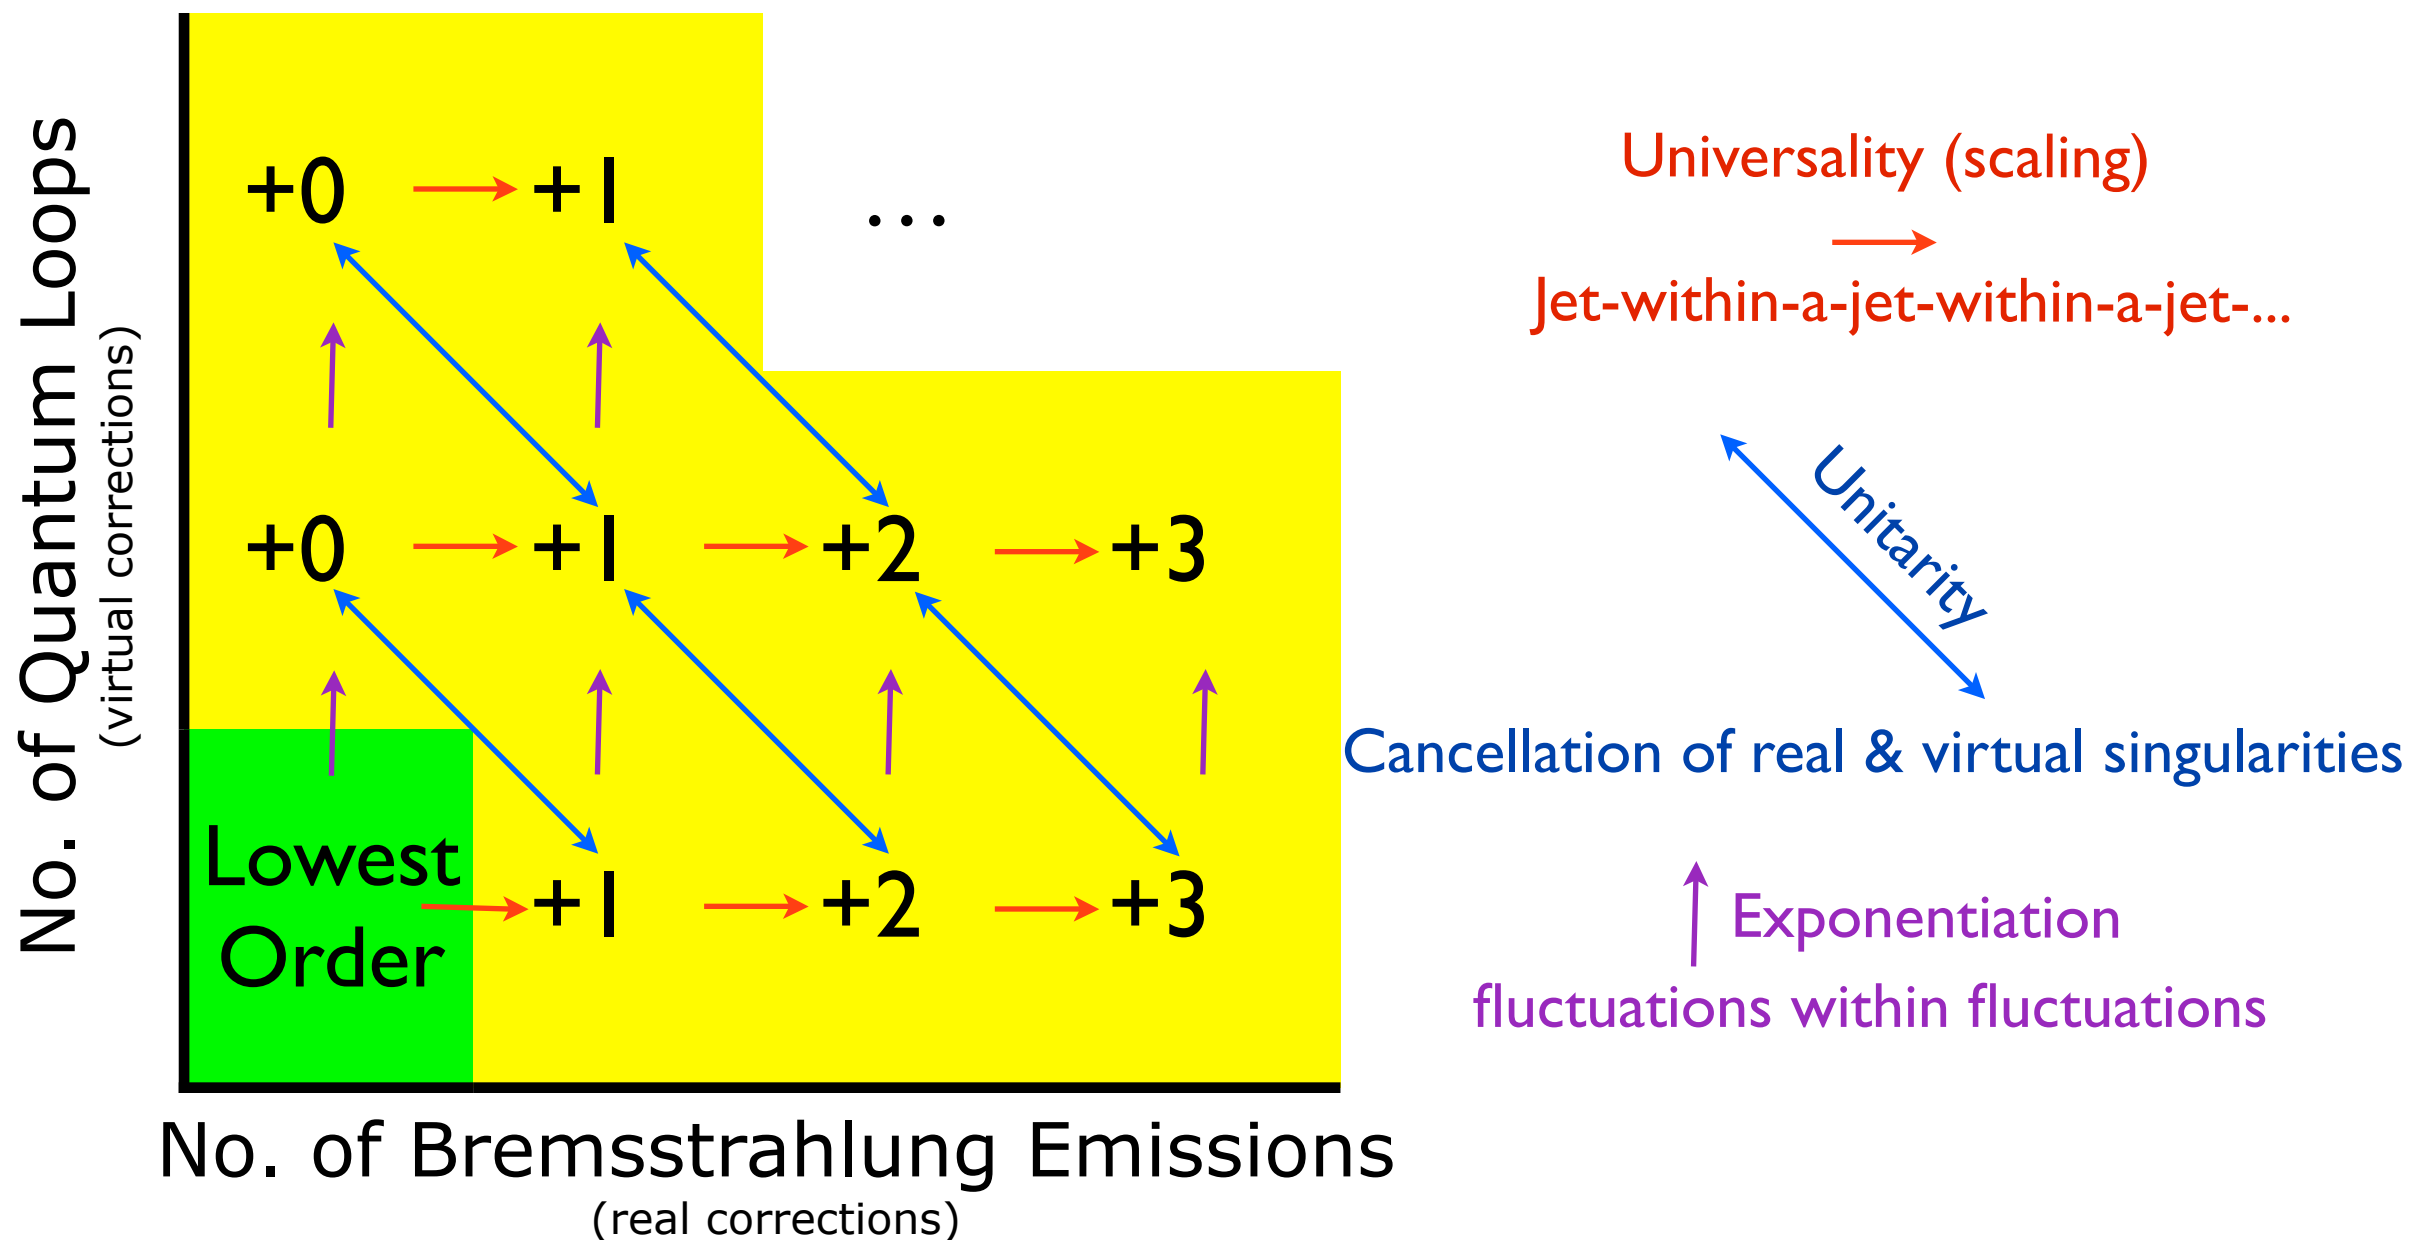 No. of Quantum Loops
(virtual corrections)
+0 +1 ...
+0 +1 +2 +3
Lowest
Order
+1 +2 +3
No. of Bremsstrahlung Emissions
(real corrections)
Universality (scaling)
Jet-within-a-jet-within-a-jet-...
Unitarity
Cancellation of real & virtual singularities
Exponentiation
fluctuations within fluctuations